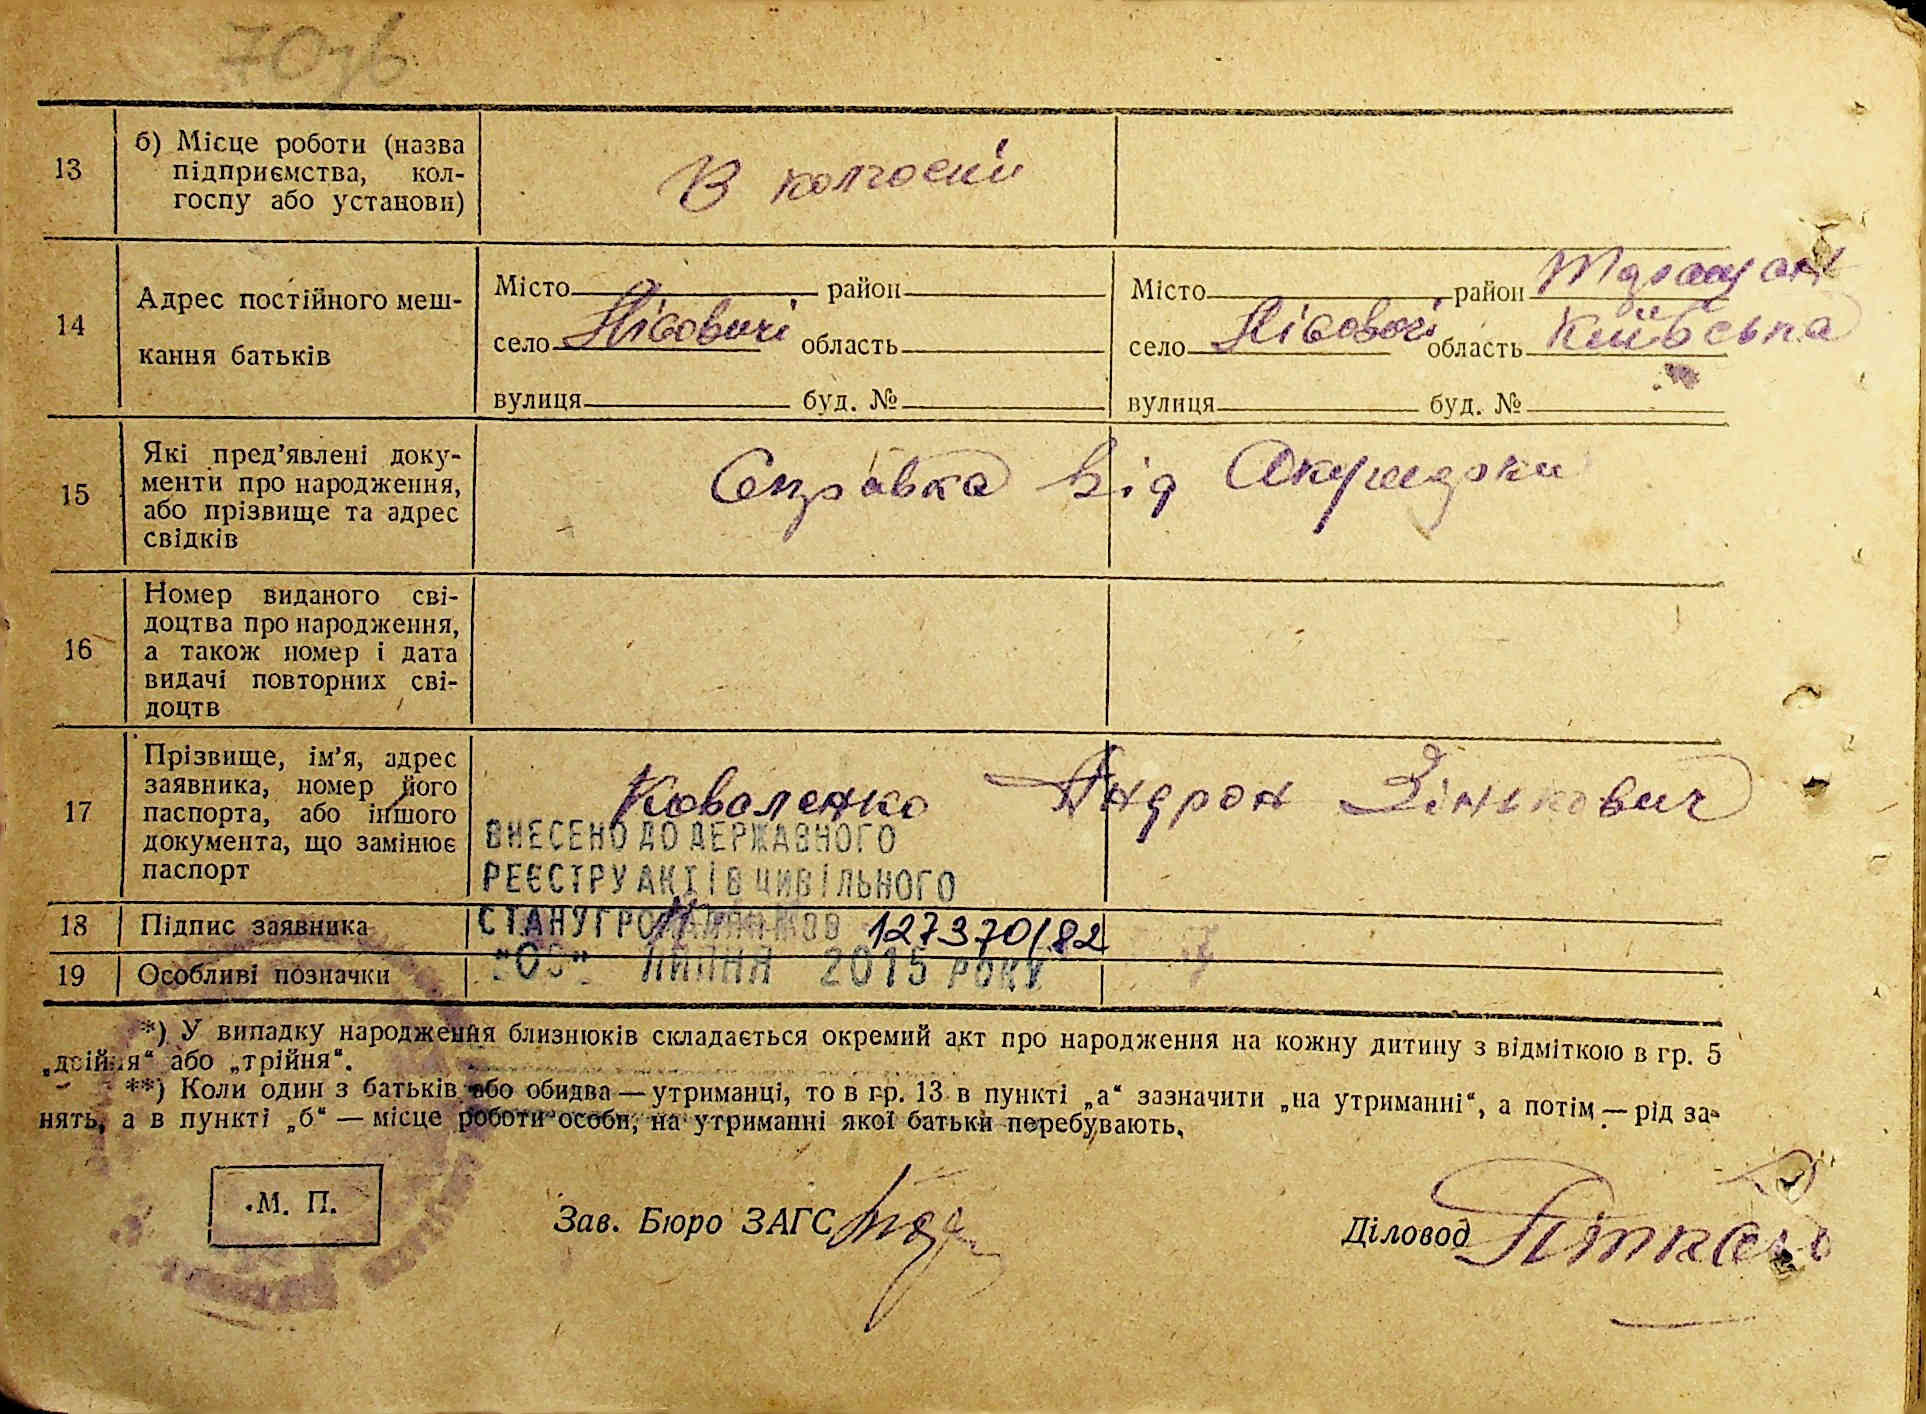 70зв
13
б) Місце роботи (назва
підприємства, кол-
госпу або установи)
В колгоспі
14
Адрес постійного меш-
кання батьків
Місто район
село Лісовичі область
вулиця буд. №
Місто район Таращан
село Лісовичі область Київська
вулиця буд. №
15
Які пред’явлені доку-
менти про народження,
або прізвище та адрес
свідків
Справка від Акушерки
16
Номер виданого сві-
доцтва про народження,
а також номер і дата
видачі повторних сві-
доцтв
17
Прізвище, ім’я, адрес
заявника, номер його
паспорта, або іншого
документа, що замінює
паспорт
Коваленко Андрон Зінькович
ВНЕСЕНО ДО ДЕРЖАВНОГО
РЕЄСТРУ АКТІВ ЦИВІЛЬНОГО
СТАНУ ГРОМАДЯН ЗА 127370/82
18 Підпис заявника
ЛИПНЯ 2015 РОКУ
19 Особливі позначки
*) У випадку народження близнюків складається окремий акт про народження на кожну дитину з відміткою в гр. 5
„двійня“ або „трійня“.
**) Коли один з батьків або обидва — утриманці, то в гр. 13 в пункті „а“ зазначити „на утриманні“, а потім — рід за-
нять, а в пункті „б“ — місце роботи особи, на утриманні якої батьки перебувають.
М. П.
Зав. Бюро ЗАГС
Діловод